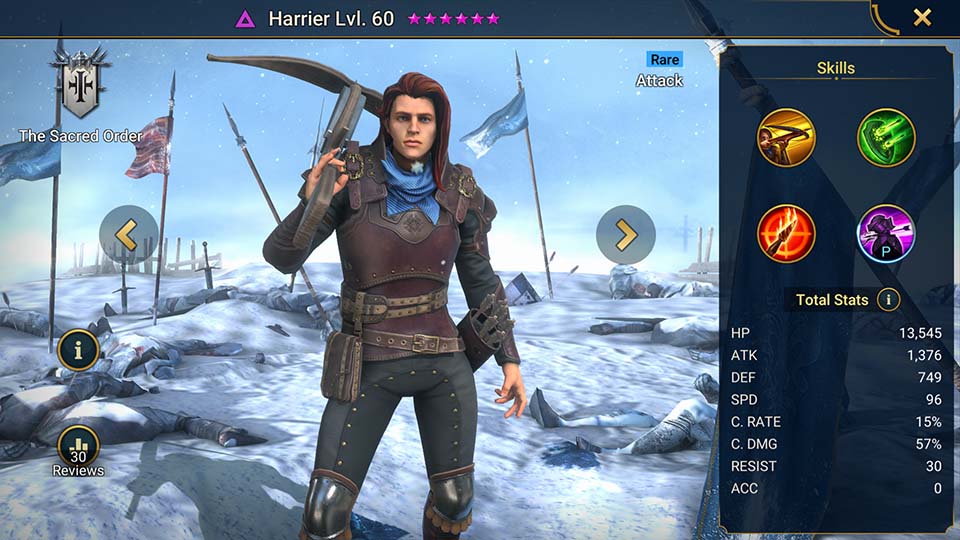 Harrier Lvl. 60
The Sacred Order
Rare
Attack
30
Reviews
Skills
P
Total Stats i
HP 13,545
ATK 1,376
DEF 749
SPD 96
C. RATE 15%
C. DMG 57%
RESIST 30
ACC 0
i